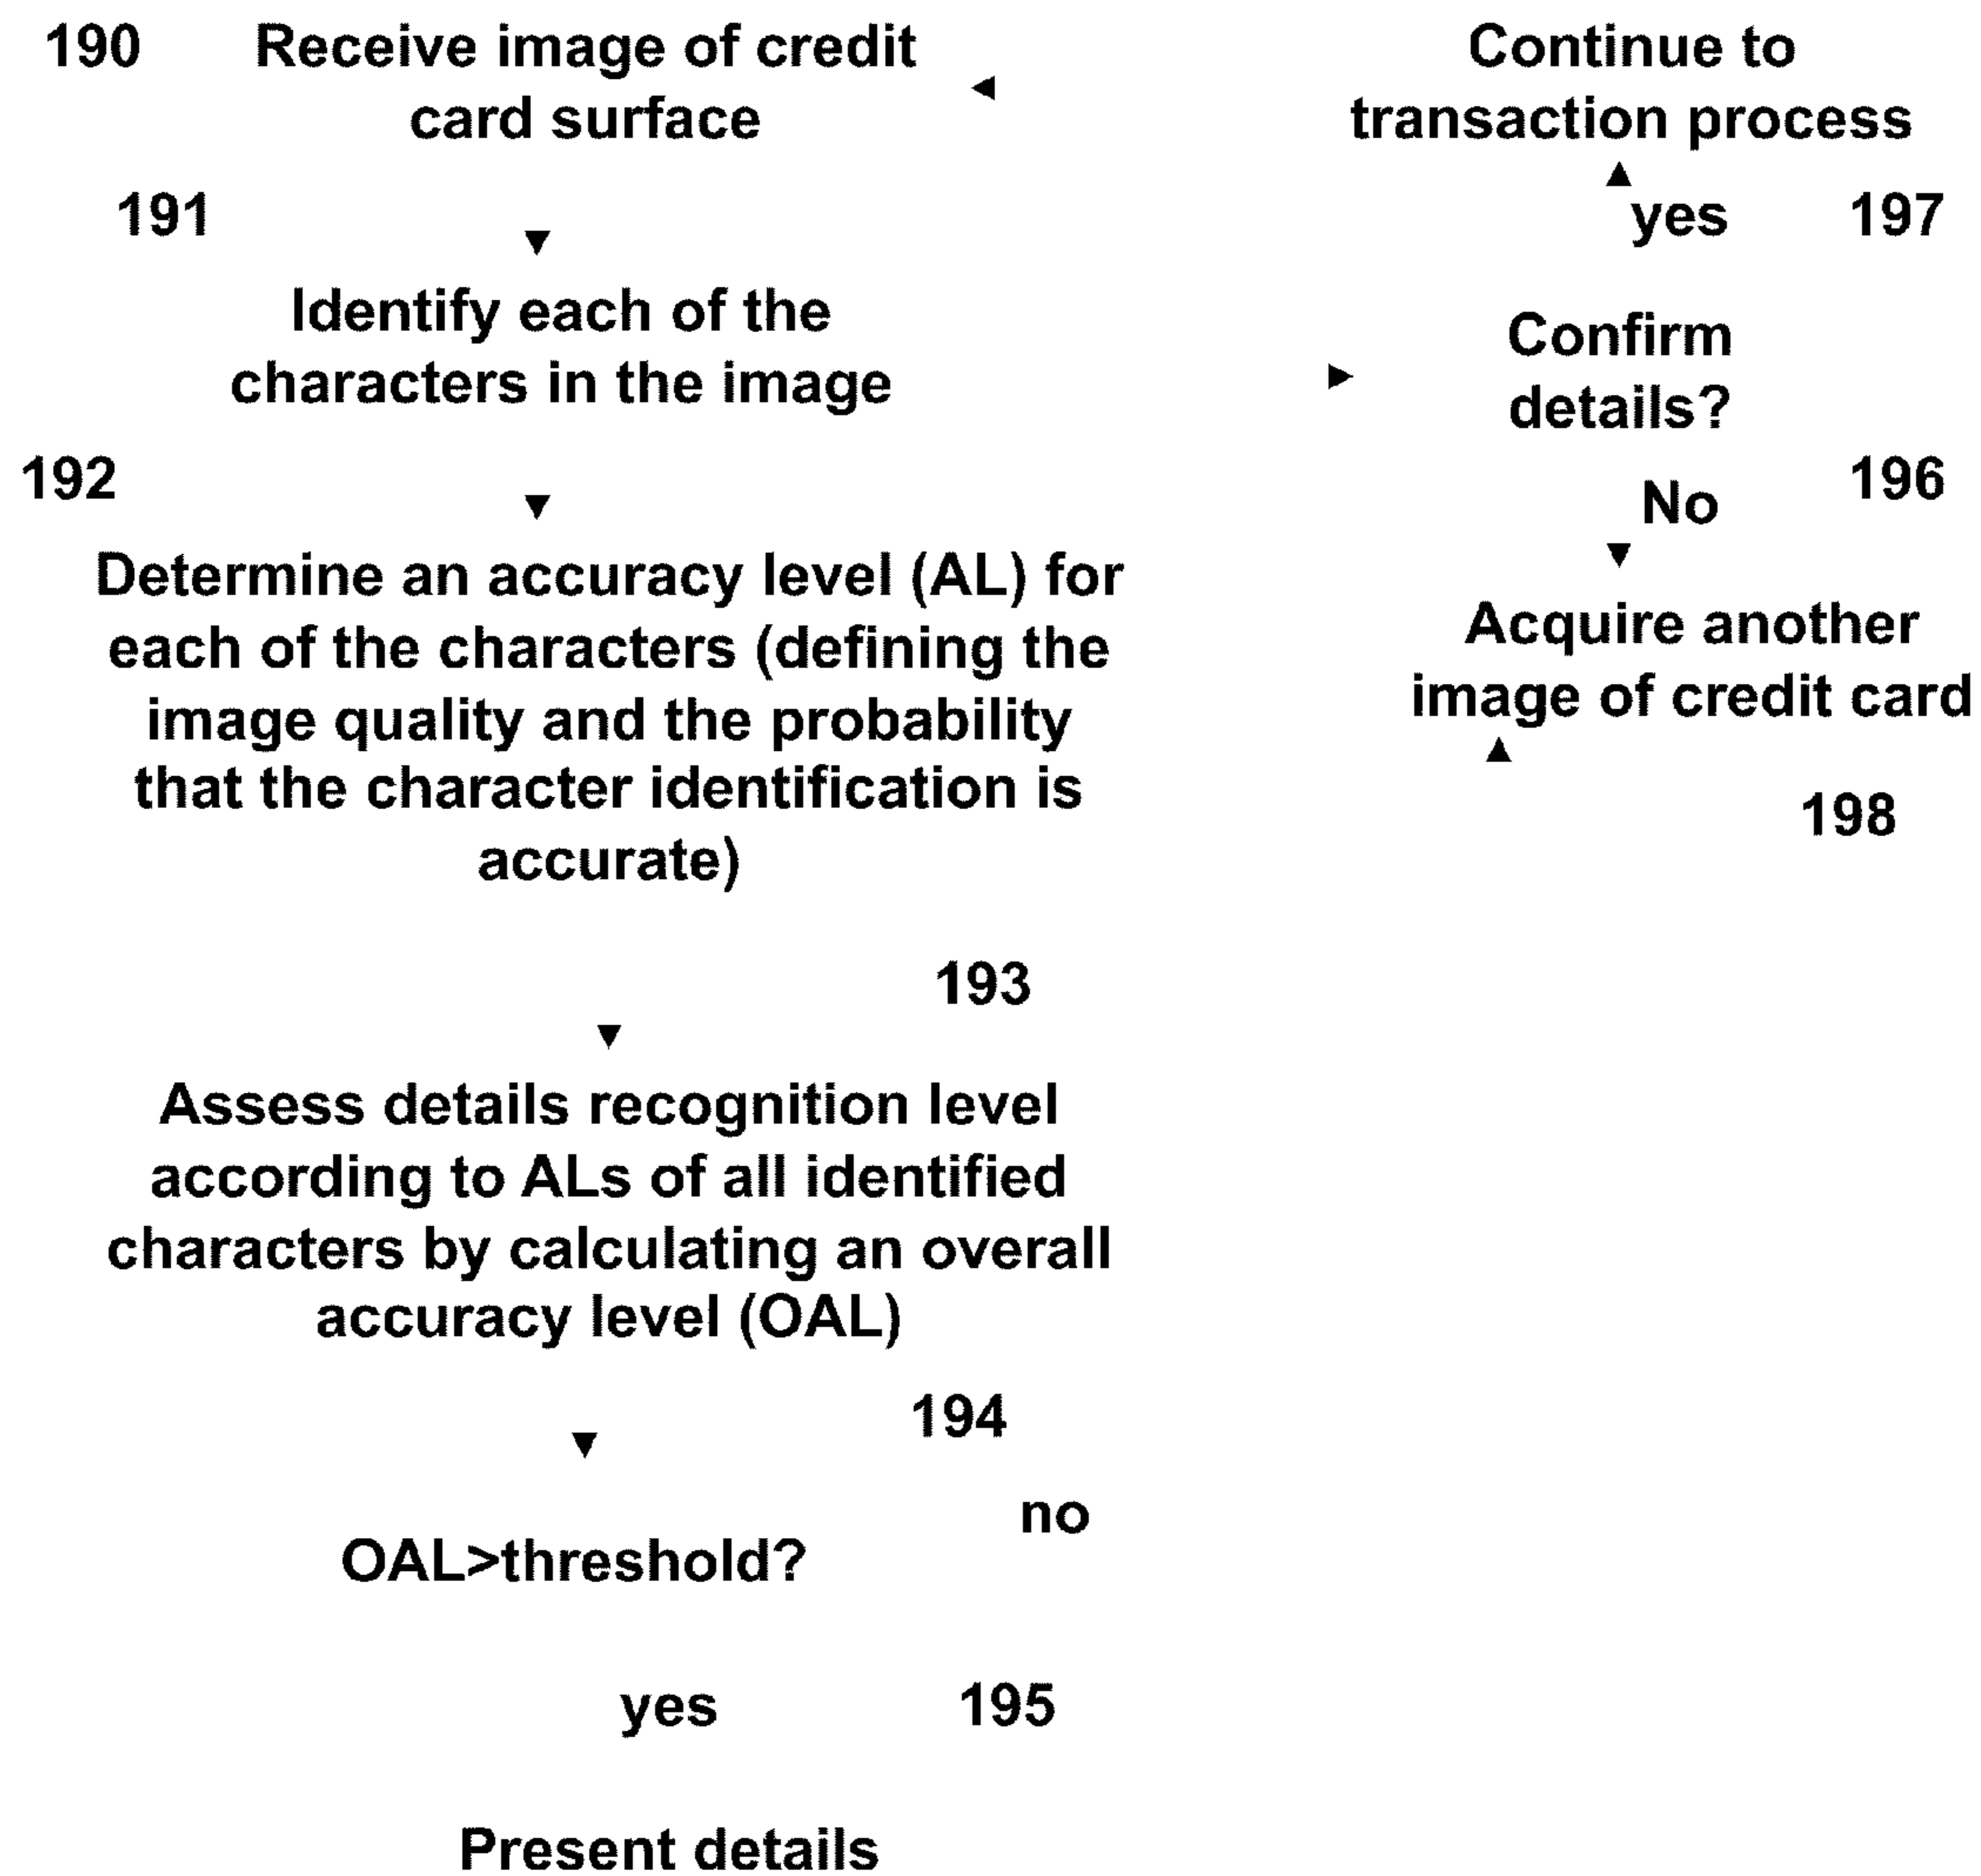 190
Receive image of credit
card surface
191
Identify each of the
characters in the image
192
Determine an accuracy level (AL) for
each of the characters (defining the
image quality and the probability
that the character identification is
accurate)
193
Assess details recognition level
according to ALs of all identified
characters by calculating an overall
accuracy level (OAL)
194
no
OAL>threshold?
yes
195
Present details
Continue to
transaction process
yes
197
Confirm
details?
196
No
Acquire another
image of credit card
198